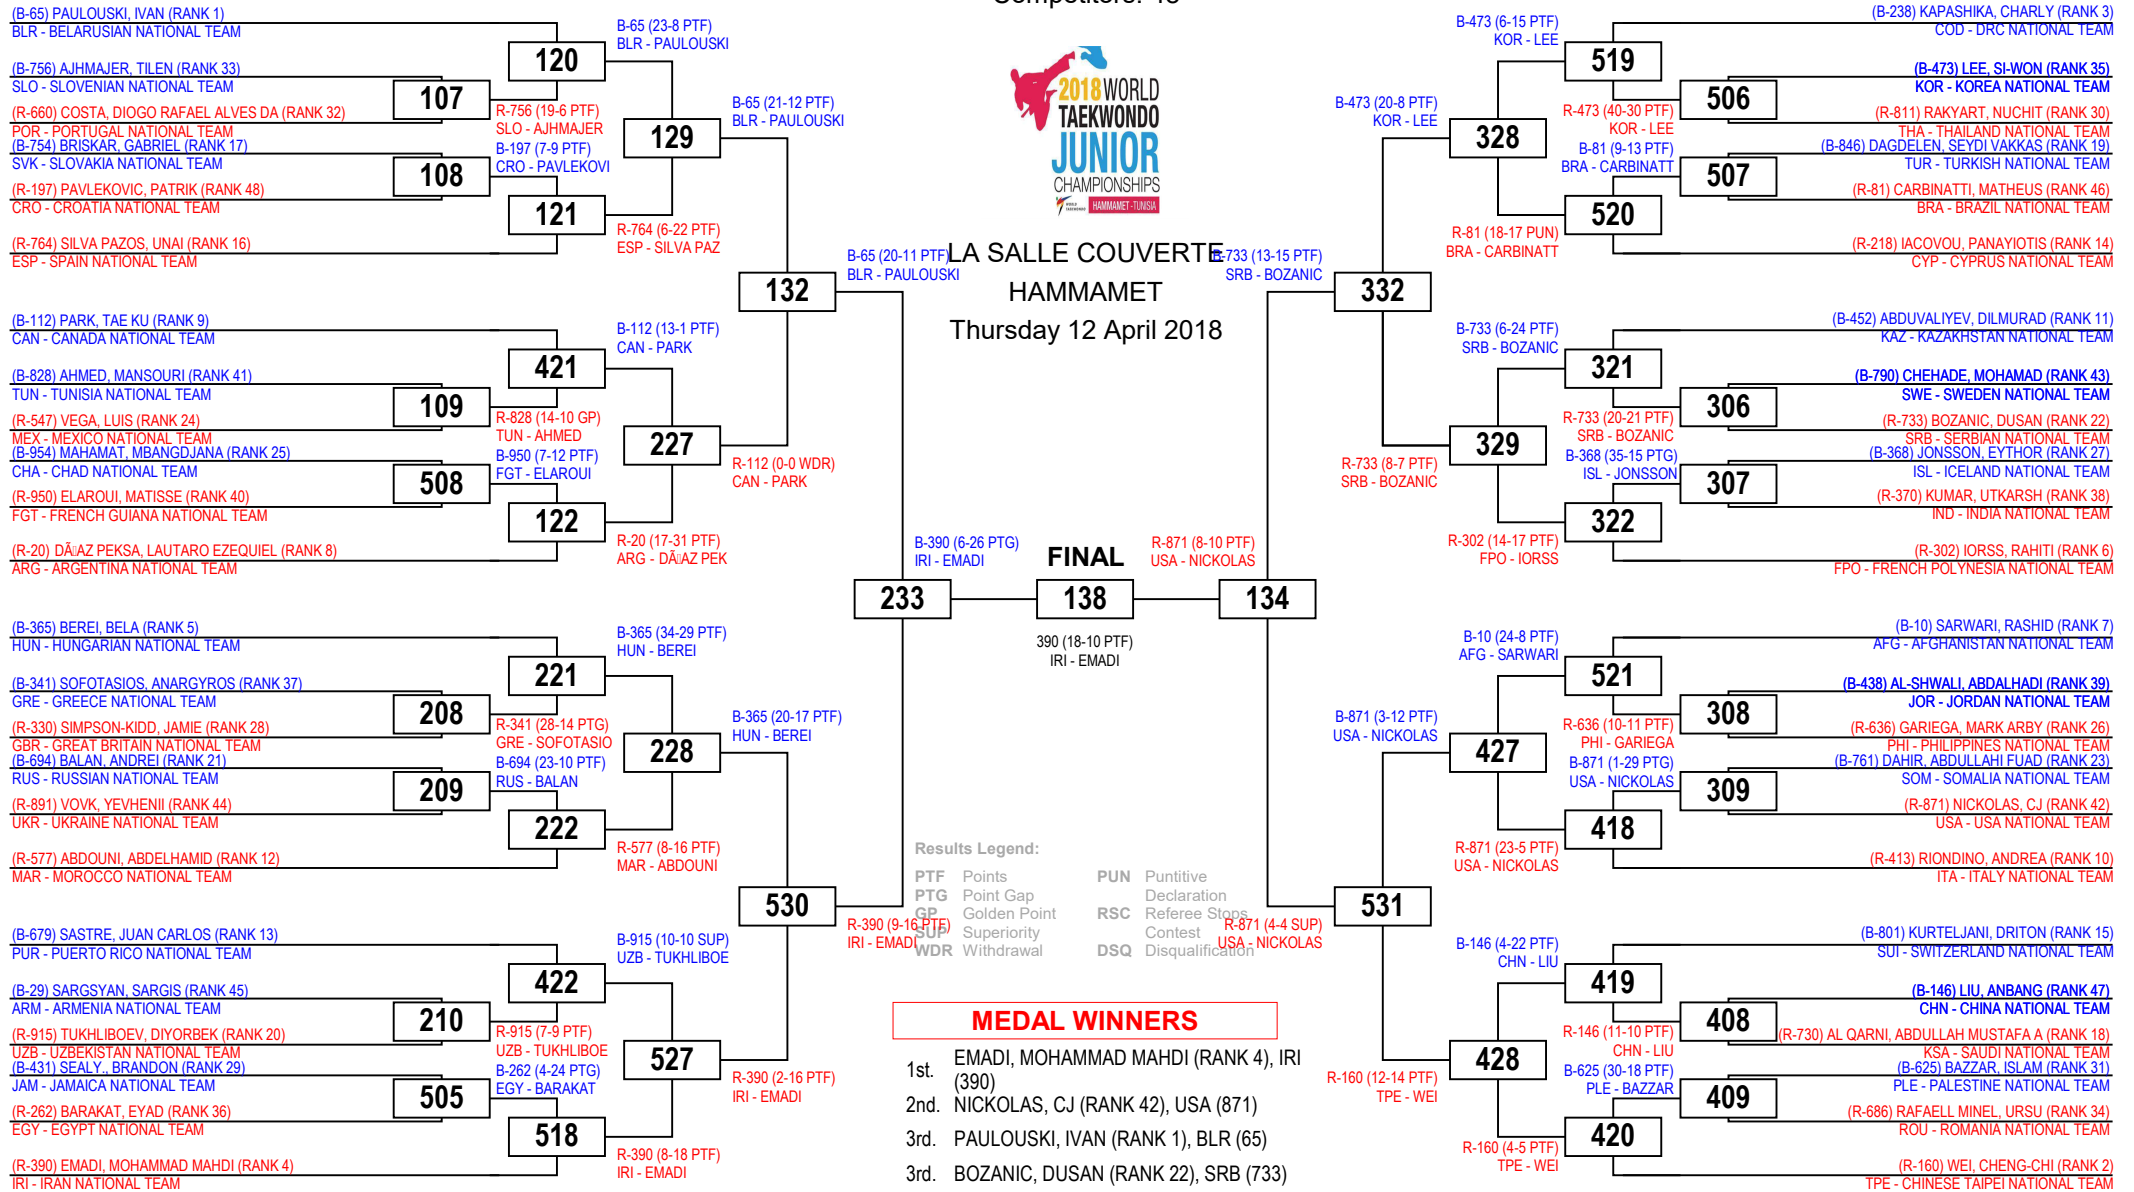 Competitors: 48
(B-65) PAULOUSKI, IVAN (RANK 1)
BLR - BELARUSIAN NATIONAL TEAM
(B-756) AJHMAJER, TILEN (RANK 33)
SLO - SLOVENIAN NATIONAL TEAM
(R-660) COSTA, DIOGO RAFAEL ALVES DA (RANK 32)
POR - PORTUGAL NATIONAL TEAM
(B-754) BRISKAR, GABRIEL (RANK 17)
SVK - SLOVAKIA NATIONAL TEAM
(R-197) PAVLEKOVIC, PATRIK (RANK 48)
CRO - CROATIA NATIONAL TEAM
(R-764) SILVA PAZOS, UNAI (RANK 16)
ESP - SPAIN NATIONAL TEAM
(B-112) PARK, TAE KU (RANK 9)
CAN - CANADA NATIONAL TEAM
(B-828) AHMED, MANSOURI (RANK 41)
TUN - TUNISIA NATIONAL TEAM
(R-547) VEGA, LUIS (RANK 24)
MEX - MEXICO NATIONAL TEAM
(B-954) MAHAMAT, MBANGDJANA (RANK 25)
CHA - CHAD NATIONAL TEAM
(R-950) ELAROUI, MATISSE (RANK 40)
FGT - FRENCH GUIANA NATIONAL TEAM
(R-20) DÃAZ PEKSA, LAUTARO EZEQUIEL (RANK 8)
ARG - ARGENTINA NATIONAL TEAM
(B-365) BEREI, BELA (RANK 5)
HUN - HUNGARIAN NATIONAL TEAM
(B-341) SOFOTASIOS, ANARGYROS (RANK 37)
GRE - GREECE NATIONAL TEAM
(R-330) SIMPSON-KIDD, JAMIE (RANK 28)
GBR - GREAT BRITAIN NATIONAL TEAM
(B-694) BALAN, ANDREI (RANK 21)
RUS - RUSSIAN NATIONAL TEAM
(R-891) VOVK, YEVHENII (RANK 44)
UKR - UKRAINE NATIONAL TEAM
(R-577) ABDOUNI, ABDELHAMID (RANK 12)
MAR - MOROCCO NATIONAL TEAM
(B-679) SASTRE, JUAN CARLOS (RANK 13)
PUR - PUERTO RICO NATIONAL TEAM
(B-29) SARGSYAN, SARGIS (RANK 45)
ARM - ARMENIA NATIONAL TEAM
(R-915) TUKHLIBOEV, DIYORBEK (RANK 20)
UZB - UZBEKISTAN NATIONAL TEAM
(B-431) SEALY., BRANDON (RANK 29)
JAM - JAMAICA NATIONAL TEAM
(R-262) BARAKAT, EYAD (RANK 36)
EGY - EGYPT NATIONAL TEAM
(R-390) EMADI, MOHAMMAD MAHDI (RANK 4)
IRI - IRAN NATIONAL TEAM
107
108
109
508
208
209
210
505
R-756 (19-6 PTF)
SLO - AJHMAJER
B-197 (7-9 PTF)
CRO - PAVLEKOVI
R-828 (14-10 GP)
TUN - AHMED
B-950 (7-12 PTF)
FGT - ELAROUI
R-341 (28-14 PTG)
GRE - SOFOTASIO
B-694 (23-10 PTF)
RUS - BALAN
R-915 (7-9 PTF)
UZB - TUKHLIBOE
B-262 (4-24 PTG)
EGY - BARAKAT
120
121
421
122
221
222
422
518
B-65 (23-8 PTF)
BLR - PAULOUSKI
R-764 (6-22 PTF)
ESP - SILVA PAZ
B-112 (13-1 PTF)
CAN - PARK
R-20 (17-31 PTF)
ARG - DÃAZ PEK
B-365 (34-29 PTF)
HUN - BEREI
R-577 (8-16 PTF)
MAR - ABDOUNI
B-915 (10-10 SUP)
UZB - TUKHLIBOE
R-390 (8-18 PTF)
IRI - EMADI
129
227
228
527
B-65 (21-12 PTF)
BLR - PAULOUSKI
R-112 (0-0 WDR)
CAN - PARK
B-365 (20-17 PTF)
HUN - BEREI
R-390 (2-16 PTF)
IRI - EMADI
132
530
B-65 (20-11 PTF)
BLR - PAULOUSKI
R-390 (9-16 PTF)
IRI - EMADI
233
B-390 (6-26 PTG)
IRI - EMADI
2018 WORLD
TAEKWONDO
JUNIOR
CHAMPIONSHIPS
WORLD
TAEKWONDO
HAMMAMET - TUNISIA
LA SALLE COUVERTE
HAMMAMET
Thursday 12 April 2018
FINAL
138
390 (18-10 PTF)
IRI - EMADI
R-871 (8-10 PTF)
USA - NICKOLAS
134
B-733 (13-15 PTF)
SRB - BOZANIC
R-871 (4-4 SUP)
USA - NICKOLAS
332
531
B-473 (20-8 PTF)
KOR - LEE
R-733 (8-7 PTF)
SRB - BOZANIC
B-871 (3-12 PTF)
USA - NICKOLAS
R-160 (12-14 PTF)
TPE - WEI
328
329
427
428
B-473 (6-15 PTF)
KOR - LEE
R-81 (18-17 PUN)
BRA - CARBINATT
B-733 (6-24 PTF)
SRB - BOZANIC
R-302 (14-17 PTF)
FPO - IORSS
B-10 (24-8 PTF)
AFG - SARWARI
R-871 (23-5 PTF)
USA - NICKOLAS
B-146 (4-22 PTF)
CHN - LIU
R-160 (4-5 PTF)
TPE - WEI
519
520
321
322
521
418
419
420
R-473 (40-30 PTF)
KOR - LEE
B-81 (9-13 PTF)
BRA - CARBINATT
R-733 (20-21 PTF)
SRB - BOZANIC
B-368 (35-15 PTG)
ISL - JONSSON
R-636 (10-11 PTF)
PHI - GARIEGA
B-871 (1-29 PTG)
USA - NICKOLAS
R-146 (11-10 PTF)
CHN - LIU
B-625 (30-18 PTF)
PLE - BAZZAR
506
507
306
307
308
309
408
409
(B-238) KAPASHIKA, CHARLY (RANK 3)
COD - DRC NATIONAL TEAM
(B-473) LEE, SI-WON (RANK 35)
KOR - KOREA NATIONAL TEAM
(R-811) RAKYART, NUCHIT (RANK 30)
THA - THAILAND NATIONAL TEAM
(B-846) DAGDELEN, SEYDI VAKKAS (RANK 19)
TUR - TURKISH NATIONAL TEAM
(R-81) CARBINATTI, MATHEUS (RANK 46)
BRA - BRAZIL NATIONAL TEAM
(R-218) IACOVOU, PANAYIOTIS (RANK 14)
CYP - CYPRUS NATIONAL TEAM
(B-452) ABDUVALIYEV, DILMURAD (RANK 11)
KAZ - KAZAKHSTAN NATIONAL TEAM
(B-790) CHEHADE, MOHAMAD (RANK 43)
SWE - SWEDEN NATIONAL TEAM
(R-733) BOZANIC, DUSAN (RANK 22)
SRB - SERBIAN NATIONAL TEAM
(B-368) JONSSON, EYTHOR (RANK 27)
ISL - ICELAND NATIONAL TEAM
(R-370) KUMAR, UTKARSH (RANK 38)
IND - INDIA NATIONAL TEAM
(R-302) IORSS, RAHITI (RANK 6)
FPO - FRENCH POLYNESIA NATIONAL TEAM
(B-10) SARWARI, RASHID (RANK 7)
AFG - AFGHANISTAN NATIONAL TEAM
(B-438) AL-SHWALI, ABDALHADI (RANK 39)
JOR - JORDAN NATIONAL TEAM
(R-636) GARIEGA, MARK ARBY (RANK 26)
PHI - PHILIPPINES NATIONAL TEAM
(B-761) DAHIR, ABDULLAHI FUAD (RANK 23)
SOM - SOMALIA NATIONAL TEAM
(R-871) NICKOLAS, CJ (RANK 42)
USA - USA NATIONAL TEAM
(R-413) RIONDINO, ANDREA (RANK 10)
ITA - ITALY NATIONAL TEAM
(B-801) KURTELJANI, DRITON (RANK 15)
SUI - SWITZERLAND NATIONAL TEAM
(B-146) LIU, ANBANG (RANK 47)
CHN - CHINA NATIONAL TEAM
(R-730) AL QARNI, ABDULLAH MUSTAFA A (RANK 18)
KSA - SAUDI NATIONAL TEAM
(B-625) BAZZAR, ISLAM (RANK 31)
PLE - PALESTINE NATIONAL TEAM
(R-686) RAFAELL MINEL, URSU (RANK 34)
ROU - ROMANIA NATIONAL TEAM
(R-160) WEI, CHENG-CHI (RANK 2)
TPE - CHINESE TAIPEI NATIONAL TEAM
Results Legend:
PTF Points
PTG Point Gap
GP Golden Point
SUP Superiority
WDR Withdrawal
PUN Puntitive
Declaration
RSC Referee Stops
Contest
DSQ Disqualification
MEDAL WINNERS
1st. EMADI, MOHAMMAD MAHDI (RANK 4), IRI
(390)
2nd. NICKOLAS, CJ (RANK 42), USA (871)
3rd. PAULOUSKI, IVAN (RANK 1), BLR (65)
3rd. BOZANIC, DUSAN (RANK 22), SRB (733)